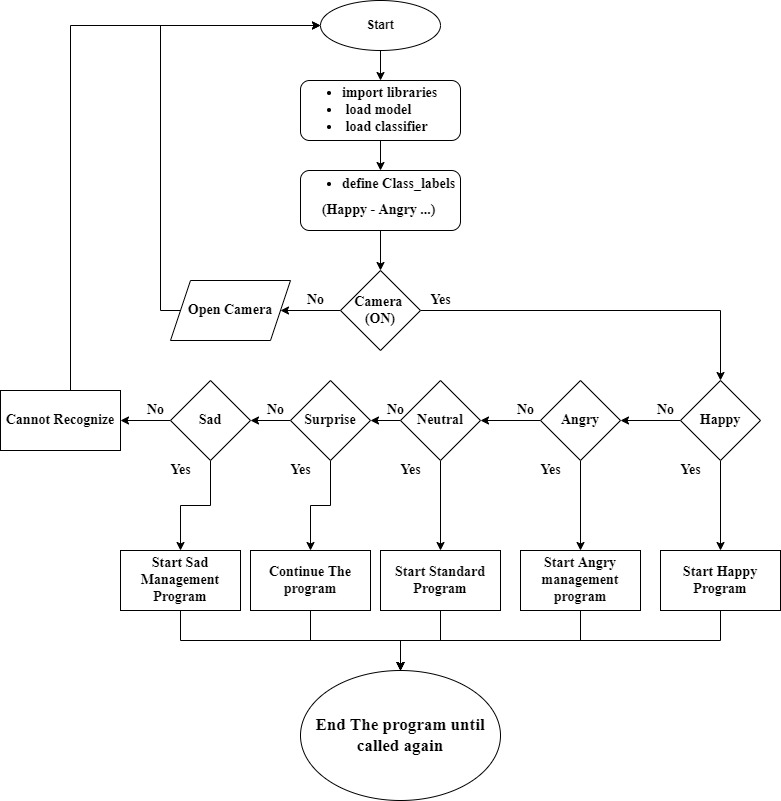 Start
• import libraries
• load model
• load classifier
• define Class_labels
(Happy - Angry ...)
Open Camera
No
Camera
(ON)
Yes
Cannot Recognize
No
Sad
No
Surprise
No
Neutral
No
Angry
No
Happy
Yes
Yes
Yes
Yes
Yes
Start Sad
Management
Program
Continue The
program
Start Standard
Program
Start Angry
management
program
Start Happy
Program
End The program until
called again